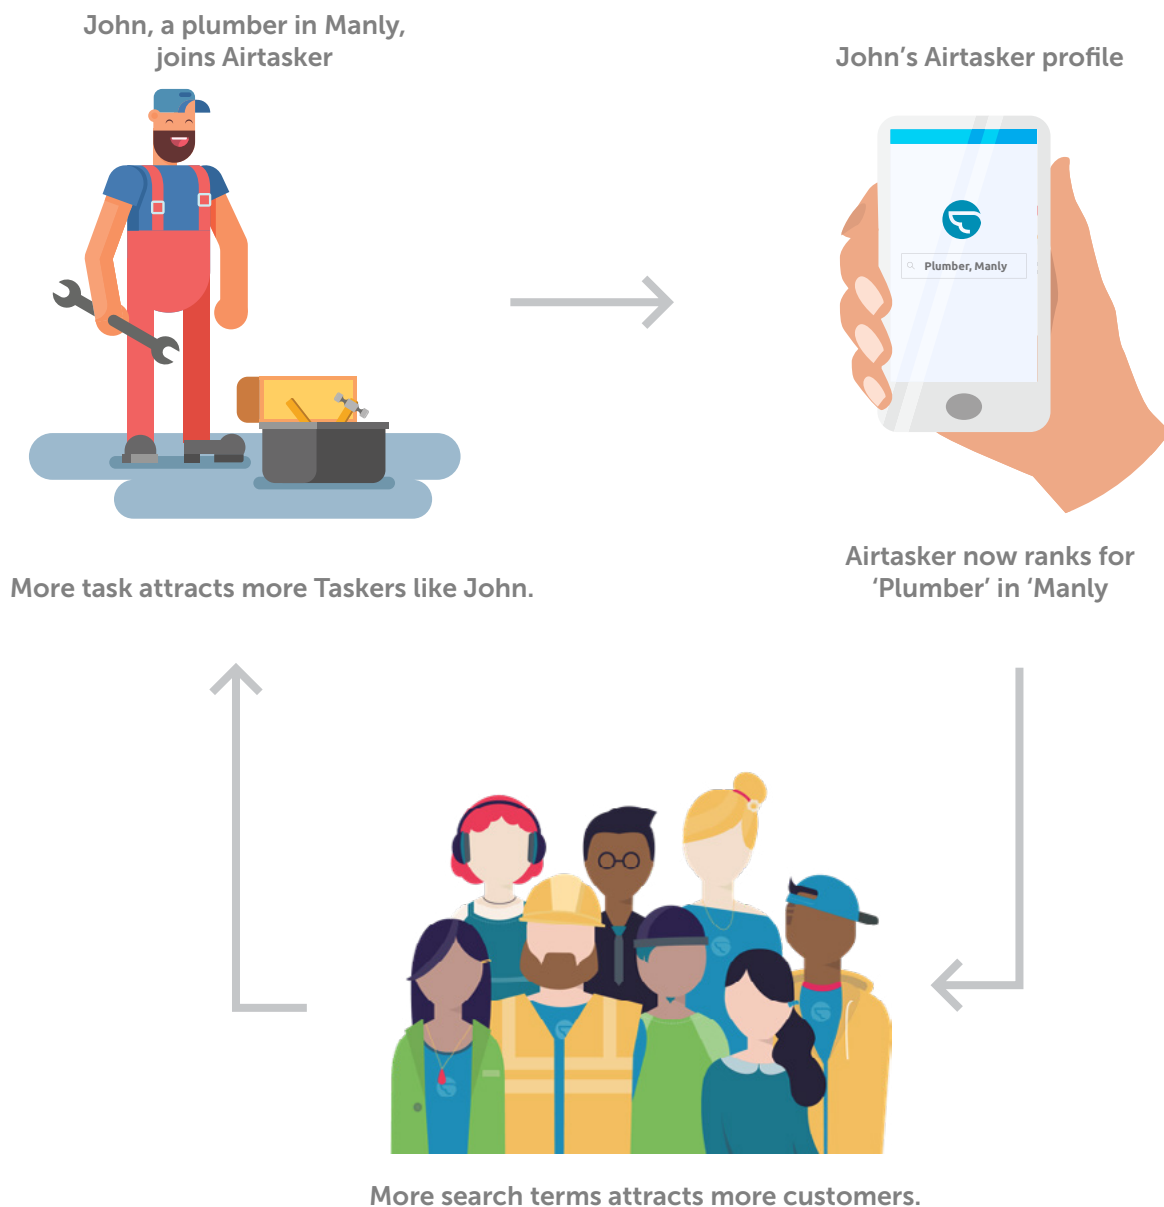 John, a plumber in Manly,
joins Airtasker
John’s Airtasker profile
Plumber, Manly
Airtasker now ranks for
‘Plumber’ in ‘Manly
More task attracts more Taskers like John.
More search terms attracts more customers.